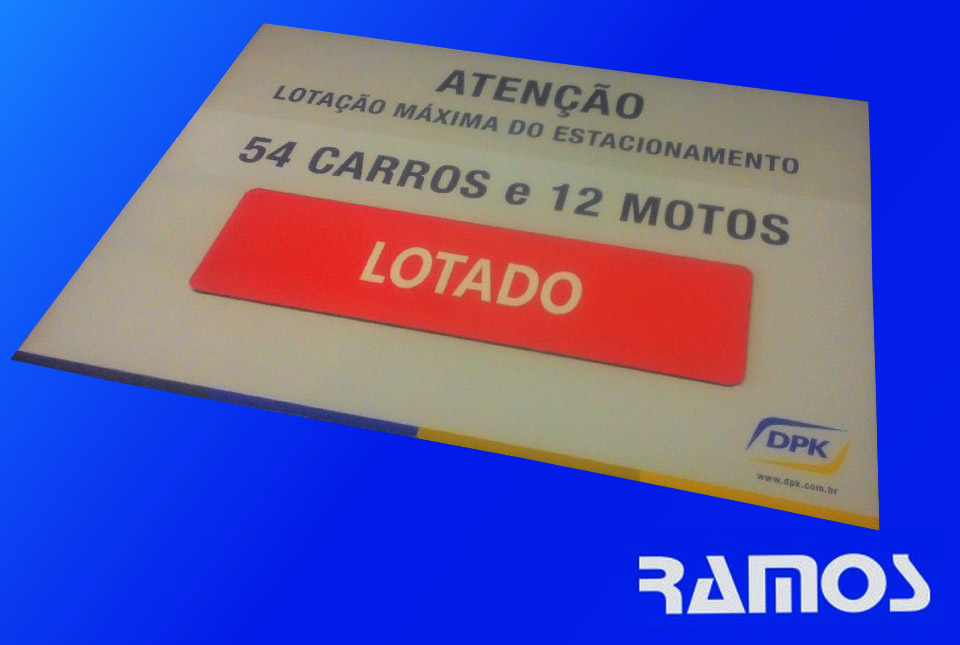 ATENÇÃO
LOTAÇÃO MÁXIMA DO ESTACIONAMENTO
54 CARROS e 12 MOTOS
LOTADO
DPK
www.dpk.com.br
RAMOS